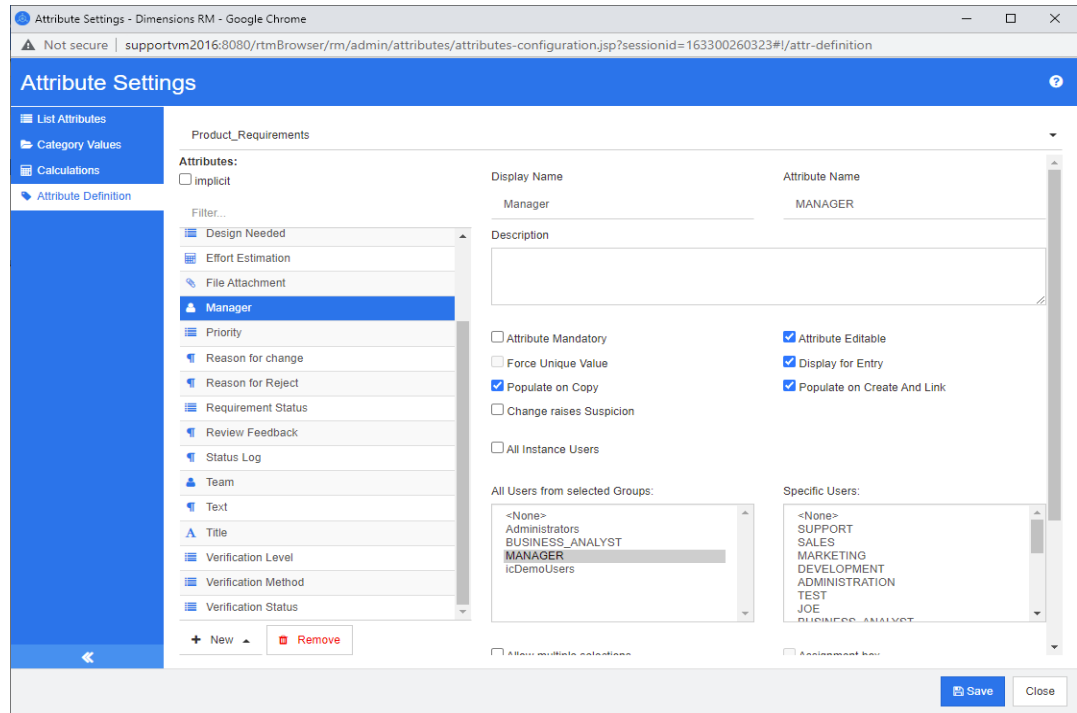 Attribute Settings - Dimensions RM - Google Chrome
Not secure | supportvm2016:8080/rtmBrowser/rm/admin/attributes/attributes-configuration.jsp?sessionid=163300260323#!/attr-definition
Attribute Settings
List Attributes
Category Values
Calculations
Attribute Definition
Product_Requirements
Attributes:
implicit
Filter...
Design Needed
Effort Estimation
File Attachment
Manager
Priority
Reason for change
Reason for Reject
Requirement Status
Review Feedback
Status Log
Team
Text
Title
Verification Level
Verification Method
Verification Status
New
Remove
Display Name
Attribute Name
Manager
MANAGER
Description
Attribute Mandatory
Attribute Editable
Force Unique Value
Display for Entry
Populate on Copy
Populate on Create And Link
Change raises Suspicion
All Instance Users
All Users from selected Groups:
<None>
Administrators
BUSINESS_ANALYST
MANAGER
icDemoUsers
Specific Users:
<None>
SUPPORT
SALES
MARKETING
DEVELOPMENT
ADMINISTRATION
TEST
JOE
BUSINESS_ANALYST
Allow multiple selections
Assignment box
Save
Close